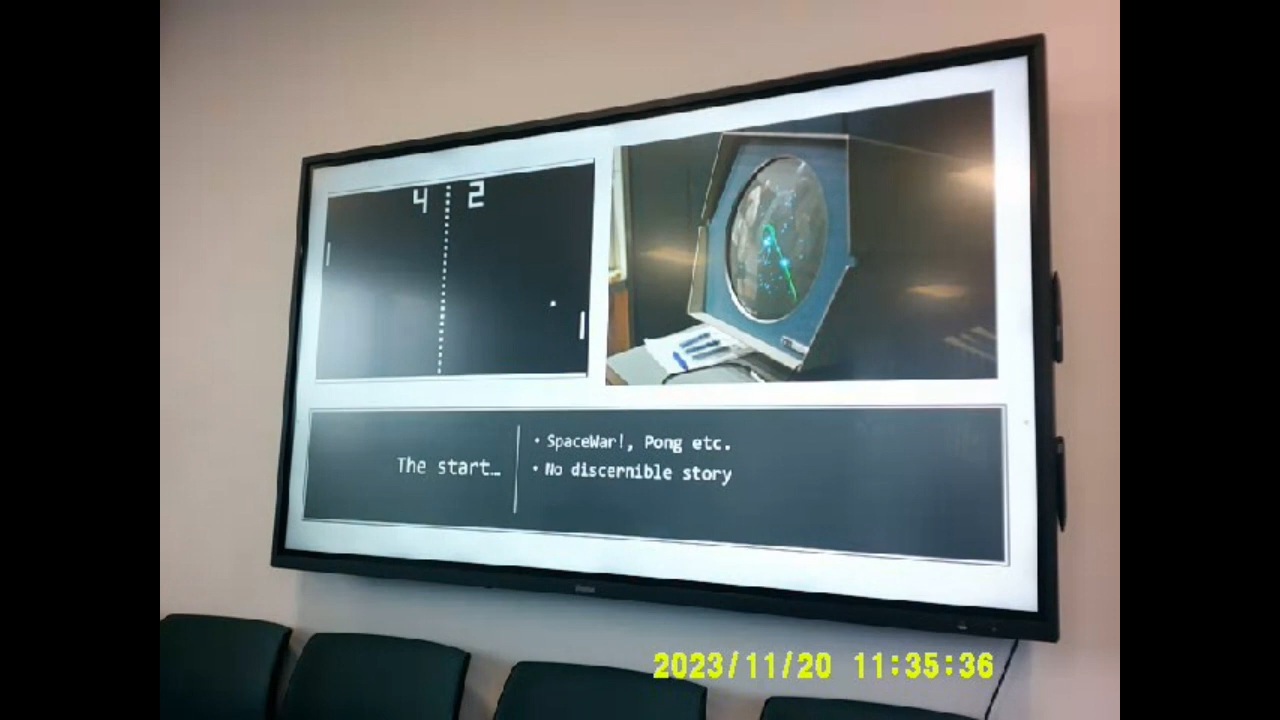 4 2
The start…
• SpaceWar!, Pong etc.
• No discernible story
2023/11/20 11:35:36